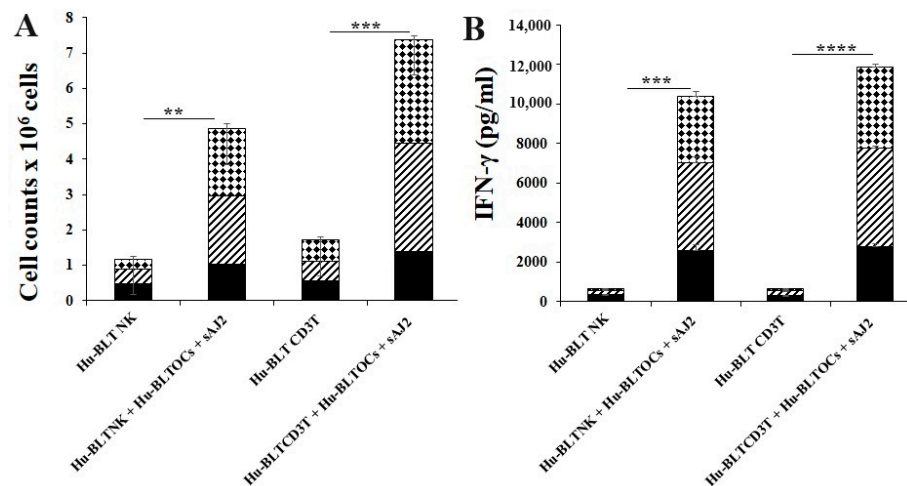 A
Cell counts x 10⁶ cells
8
7
6
5
4
3
2
1
0
**
***
Hu-BLT NK
Hu-BLTNK + Hu-BLTOCs + sAJ2
Hu-BLT CD3T
Hu-BLTCD3T + Hu-BLTOCs + sAJ2
B
IFN-γ (pg/ml)
14,000
12,000
10,000
8000
6000
4000
2000
0
***
****
Hu-BLT NK
Hu-BLTNK + Hu-BLTOCs + sAJ2
Hu-BLT CD3T
Hu-BLTCD3T + Hu-BLTOCs + sAJ2